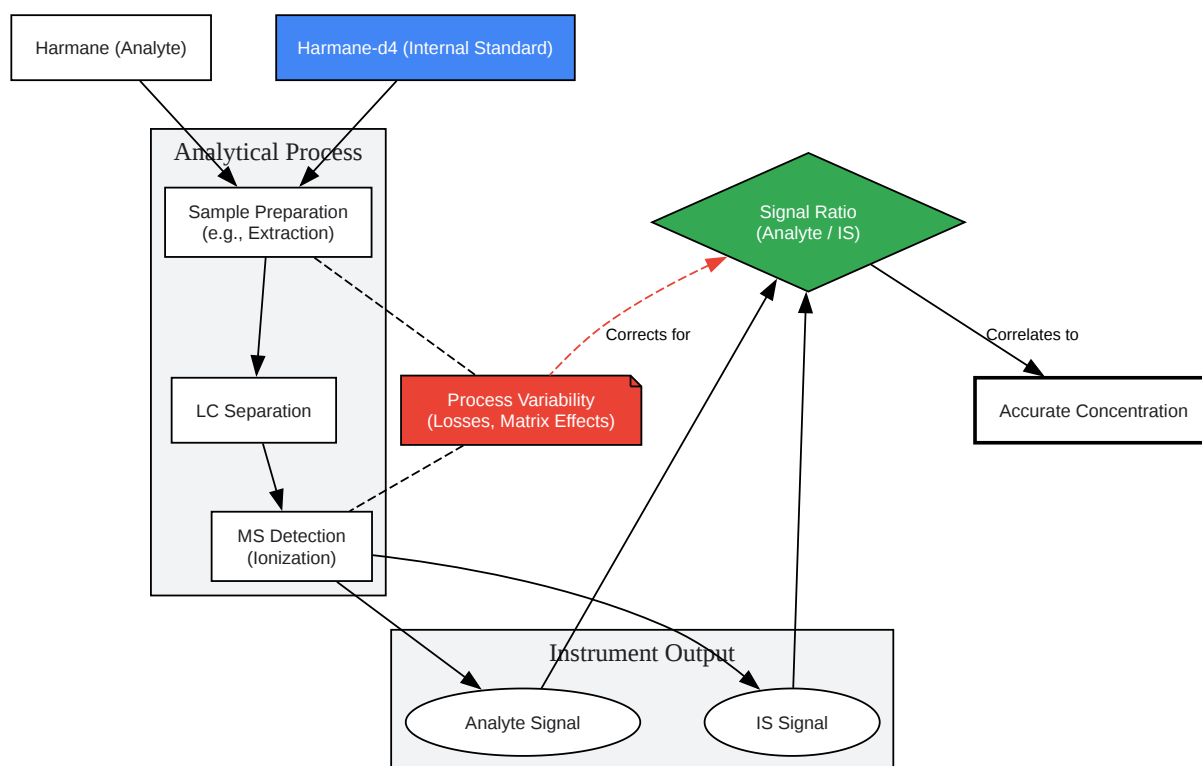 Harmane (Analyte)
Harmane-d4 (Internal Standard)
Analytical Process
Sample Preparation
(e.g., Extraction)
Signal Ratio
(Analyte / IS)
Corrects for
Correlates to
LC Separation
Process Variability
(Losses, Matrix Effects)
Accurate Concentration
MS Detection
(Ionization)
Instrument Output
Analyte Signal
IS Signal